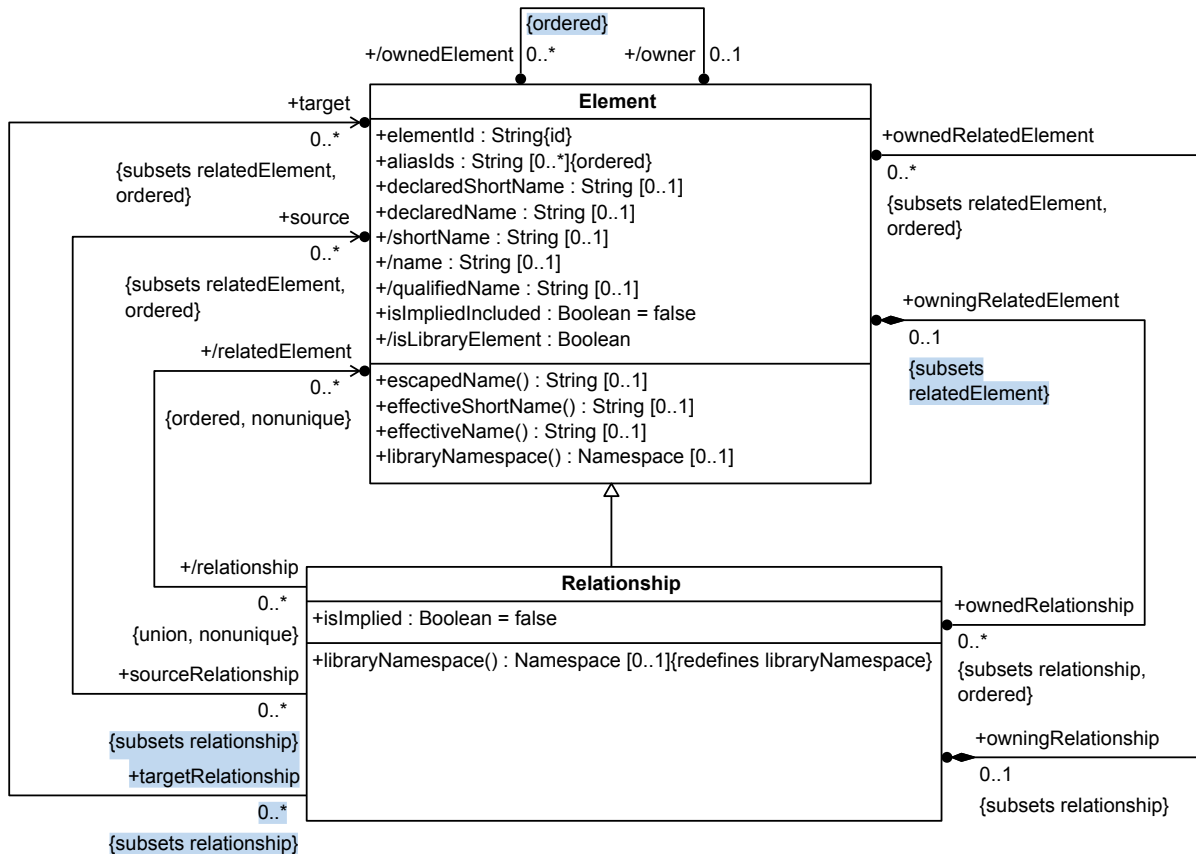 {ordered}
+/ownedElement 0..* +/owner 0..1
Element
+elementId : String{id}
+aliasIds : String [0..*]{ordered}
+declaredShortName : String [0..1]
+declaredName : String [0..1]
+/shortName : String [0..1]
+/name : String [0..1]
+/qualifiedName : String [0..1]
+isImpliedIncluded : Boolean = false
+/isLibraryElement : Boolean
+escapedName() : String [0..1]
+effectiveShortName() : String [0..1]
+effectiveName() : String [0..1]
+libraryNamespace() : Namespace [0..1]
+target
0..*
{subsets relatedElement,
ordered}
+source
0..*
{subsets relatedElement,
ordered}
+/relatedElement
0..*
{ordered, nonunique}
+ownedRelatedElement
0..*
{subsets relatedElement,
ordered}
+owningRelatedElement
0..1
{subsets
relatedElement}
+/relationship
0..*
{union, nonunique}
+sourceRelationship
0..*
{subsets relationship}
+targetRelationship
0..*
{subsets relationship}
Relationship
+isImplied : Boolean = false
+libraryNamespace() : Namespace [0..1]{redefines libraryNamespace}
+ownedRelationship
0..*
{subsets relationship,
ordered}
+owningRelationship
0..1
{subsets relationship}